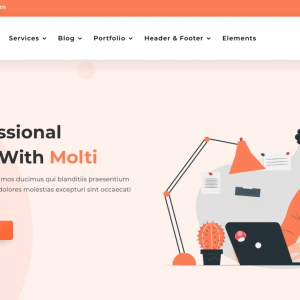 m
Services Blog Portfolio Header & Footer Elements
ssional
With Molti
mos ducimus qui blanditiis praesentium
dolores molestias excepturi sint occaecati